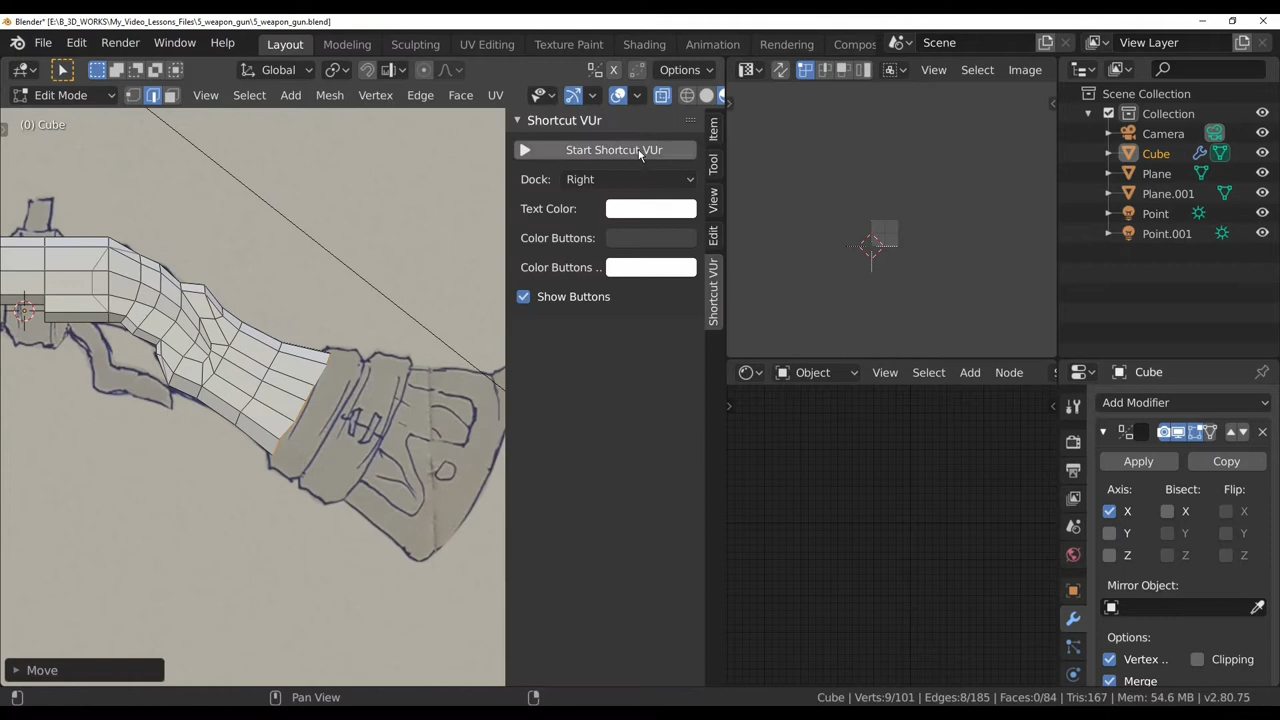 Blender* [E:\B_3D_WORKS\My_Video_Lessons_Files\5_weapon_gun\5_weapon_gun.blend]
File Edit Render Window Help Layout Modeling Sculpting UV Editing Texture Paint Shading Animation Rendering Compos Scene View Layer
Global Options View Select Image
Edit Mode View Select Add Mesh Vertex Edge Face UV
Scene Collection
Collection
Camera
Cube
Plane
Plane.001
Point
Point.001
(0) Cube
Shortcut VUr
Start Shortcut VUr
Dock: Right
Text Color:
Color Buttons:
Color Buttons ..
Show Buttons
Item
Tool
View
Edit
Shortcut VUr
Object View Select Add Node
Cube
Add Modifier
Apply Copy
Axis: Bisect: Flip:
X X X
Y Y Y
Z Z Z
Mirror Object:
Options:
Vertex .. Clipping
Merge
Move
Pan View
Cube | Verts:9/101 | Edges:8/185 | Faces:0/84 | Tris:167 | Mem: 54.6 MB | v2.80.75